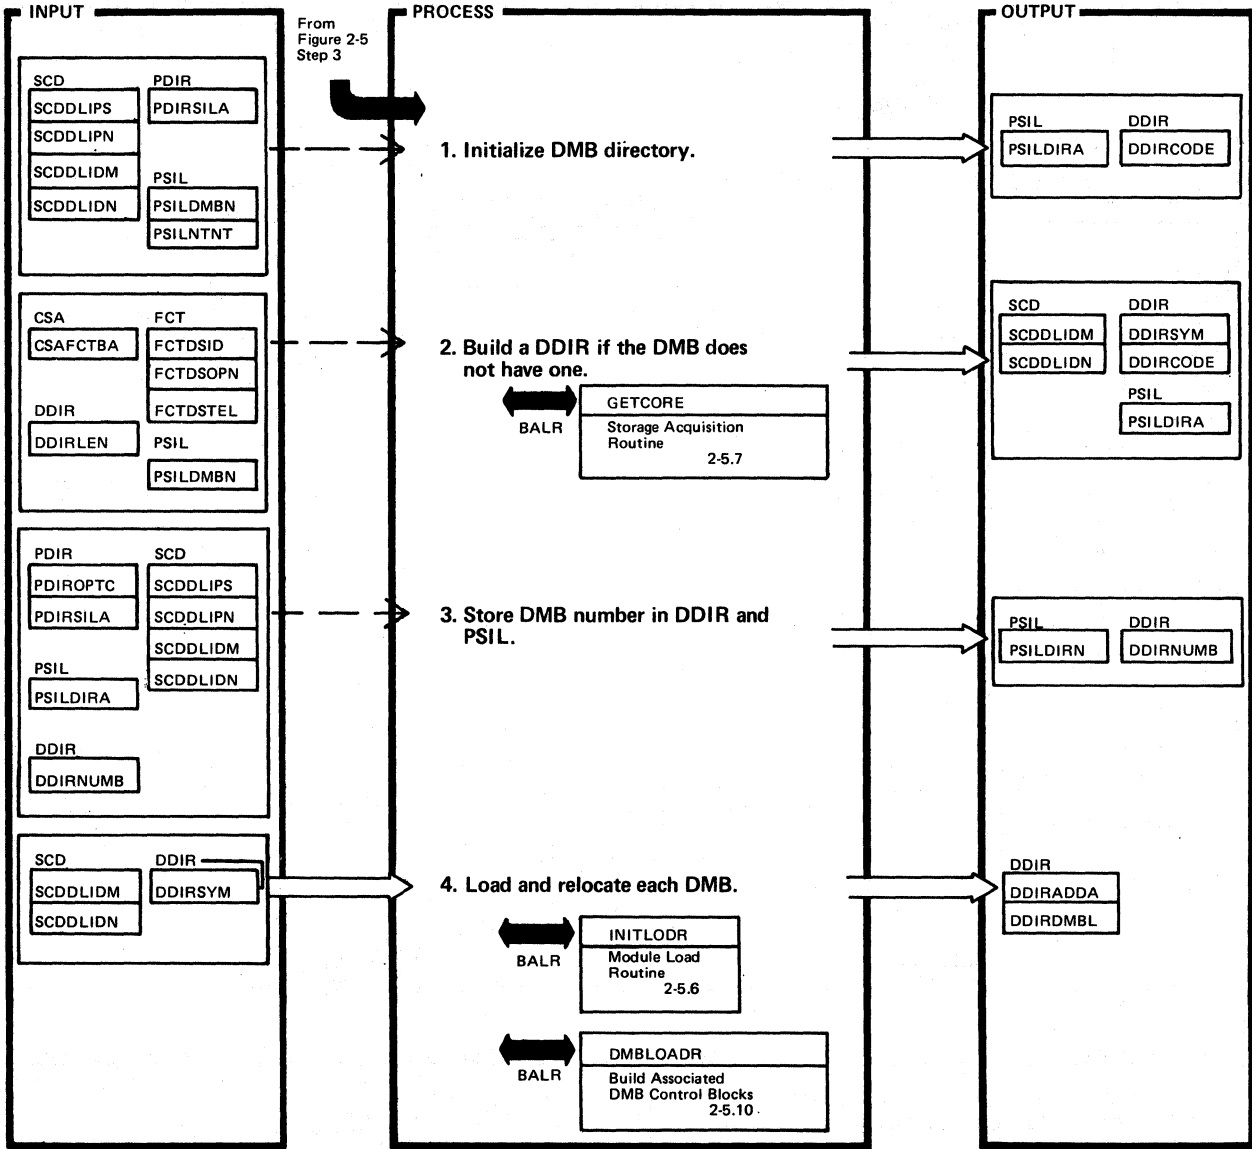 INPUT
From
Figure 2-5
Step 3
PROCESS
OUTPUT
SCD
SCDDLIPS
SCDDLIPN
SCDDLIDM
SCDDLIDN
PDIR
PDIRSILA
PSIL
PSILDMBN
PSILNTNT
1. Initialize DMB directory.
PSIL
PSILDIRA
DDIR
DDIRCODE
CSA
CSAFCTBA
FCT
FCTDSID
FCTDSOPN
FCTDSTEL
DDIR
DDIRLEN
PSIL
PSILDMBN
2. Build a DDIR if the DMB does
not have one.
BALR
GETCORE
Storage Acquisition
Routine
2-5.7
SCD
SCDDLIDM
SCDDLIDN
DDIR
DDIRSYM
DDIRCODE
PSIL
PSILDIRA
PDIR
PDIROPTC
PDIRSILA
SCD
SCDDLIPS
SCDDLIPN
SCDDLIDM
SCDDLIDN
PSIL
PSILDIRA
DDIR
DDIRNUMB
3. Store DMB number in DDIR and
PSIL.
PSIL
PSILDIRN
DDIR
DDIRNUMB
SCD
SCDDLIDM
SCDDLIDN
DDIR
DDIRSYM
4. Load and relocate each DMB.
BALR
INITLODR
Module Load
Routine
2-5.6
BALR
DMBLOADR
Build Associated
DMB Control Blocks
2-5.10
DDIR
DDIRADDA
DDIRDMBL